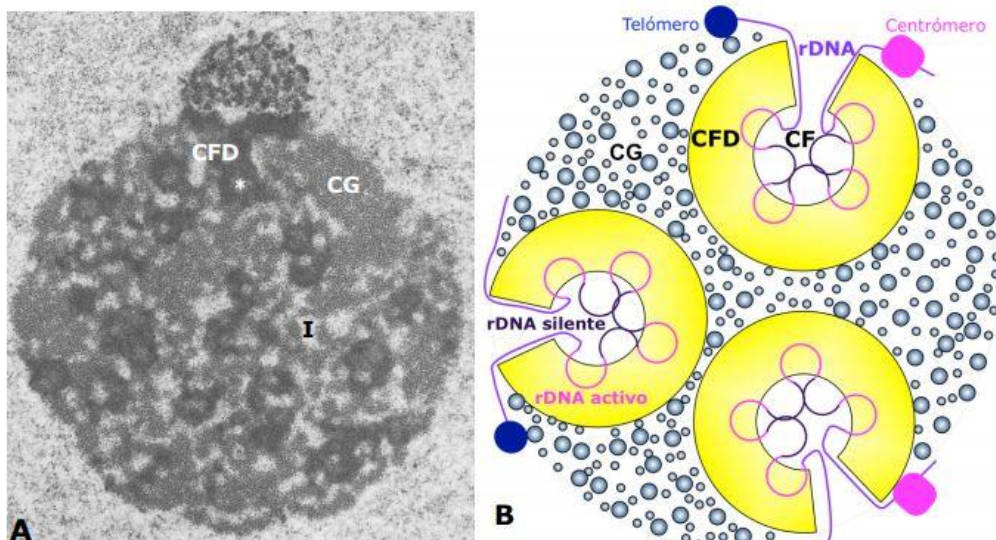 CFD
*
CG
I
A
Telómero
Centrómero
rDNA
CFD
CF
CG
rDNA silente
rDNA activo
B